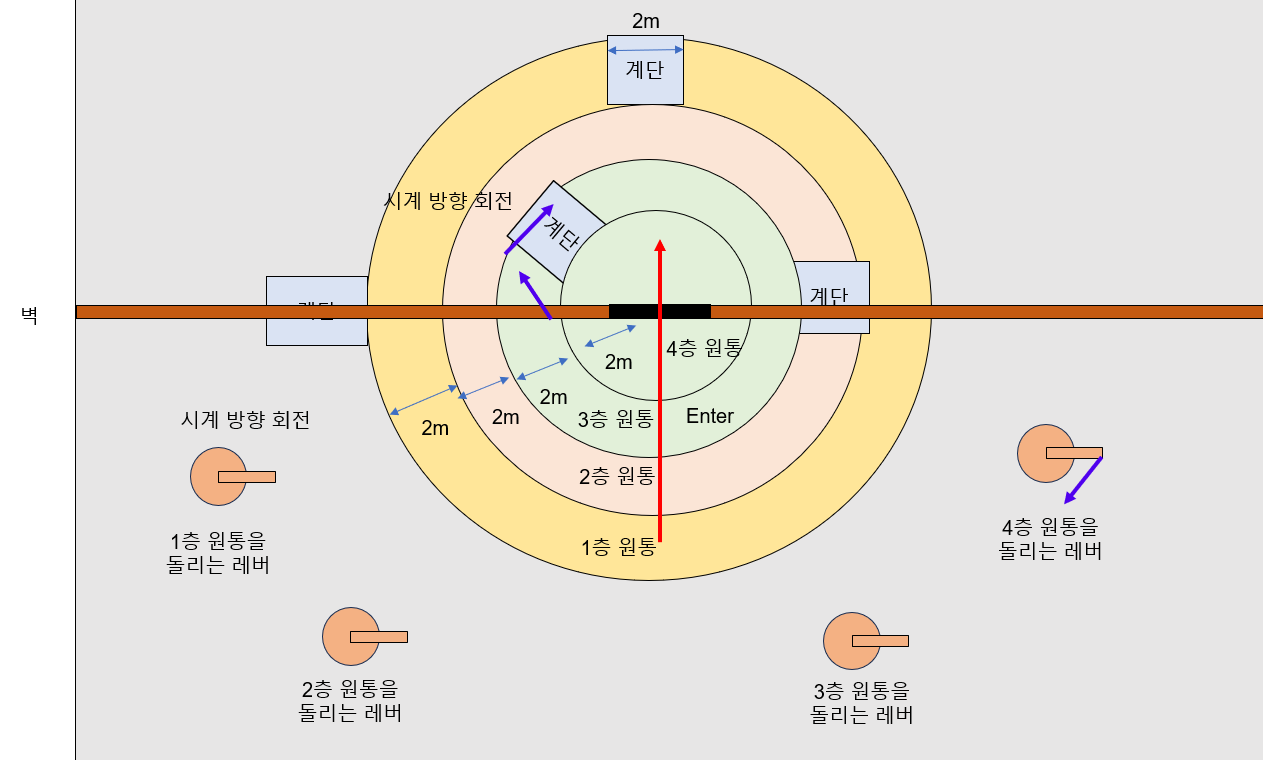 2m
계단
시계 방향 회전
계단
계단
계단
벽
4층 원통
2m
2m
3층 원통
Enter
2m
2m
시계 방향 회전
2층 원통
1층 원통
1층 원통을
돌리는 레버
4층 원통을
돌리는 레버
2층 원통을
돌리는 레버
3층 원통을
돌리는 레버